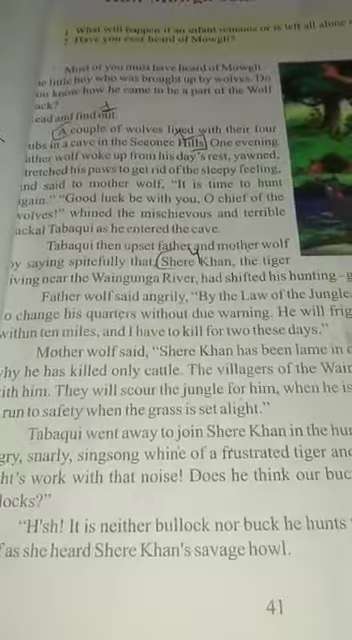 1 What will happen if an infant remains or is left all alone
2 Have you ever heard of Mowgli?
Most of you must have heard of Mowgli -
le little boy who was brought up by wolves. Do
ou know how he came to be a part of the Wolf
ack?
ead and find out.
A couple of wolves lived with their four
ubs in a cave in the Seeonee Hills. One evening
ather wolf woke up from his day's rest, yawned,
tretched his paws to get rid of the sleepy feeling,
nd said to mother wolf, "It is time to hunt
gain." "Good luck be with you, O chief of the
volves!" whined the mischievous and terrible
ackal Tabaqui as he entered the cave.
Tabaqui then upset father and mother wolf
by saying spitefully that Shere Khan, the tiger
iving near the Waingunga River, had shifted his hunting - g
Father wolf said angrily, "By the Law of the Jungle
o change his quarters without due warning. He will frig
within ten miles, and I have to kill for two these days."
Mother wolf said, "Shere Khan has been lame in
why he has killed only cattle. The villagers of the Wai
ith him. They will scour the jungle for him, when he is
run to safety when the grass is set alight."
Tabaqui went away to join Shere Khan in the
gry, snarly, singsong whine of a frustrated tiger and
ht's work with that noise! Does he think our buc
locks?"
"H'sh! It is neither bullock nor buck he hunts
as she heard Shere Khan's savage howl.
41